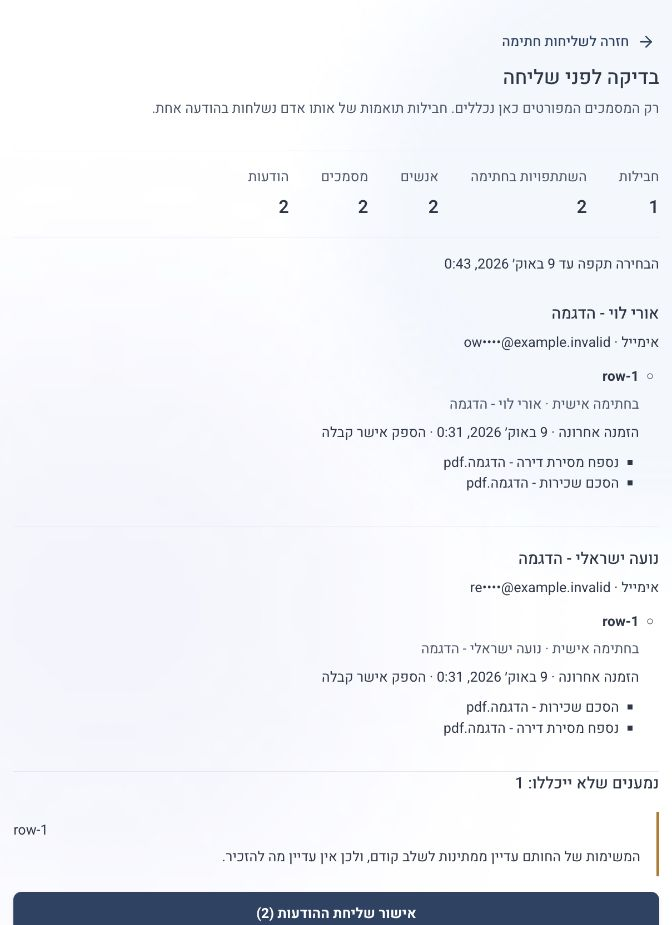 חזרה לשליחות חתימה
בדיקה לפני שליחה
רק המסמכים המפורטים כאן נכללים. חבילות תואמות של אותו אדם נשלחות בהודעה אחת.
חבילות השתתפויות בחתימה אנשים מסמכים הודעות
1 2 2 2 2
הבחירה תקפה עד 9 באוק׳ 2026, 0:43
אורי לוי - הדגמה
אימייל · ow••••@example.invalid
row-1
בחתימה אישית · אורי לוי - הדגמה
הזמנה אחרונה · 9 באוק׳ 2026, 0:31 · הספק אישר קבלה
נספח מסירת דירה - הדגמה.pdf
הסכם שכירות - הדגמה.pdf
נועה ישראלי - הדגמה
אימייל · re••••@example.invalid
row-1
בחתימה אישית · נועה ישראלי - הדגמה
הזמנה אחרונה · 9 באוק׳ 2026, 0:31 · הספק אישר קבלה
הסכם שכירות - הדגמה.pdf
נספח מסירת דירה - הדגמה.pdf
נמענים שלא ייכללו: 1
row-1
המשימות של החותם עדיין ממתינות לשלב קודם, ולכן אין עדיין מה להזכיר.
אישור שליחת ההודעות (2)